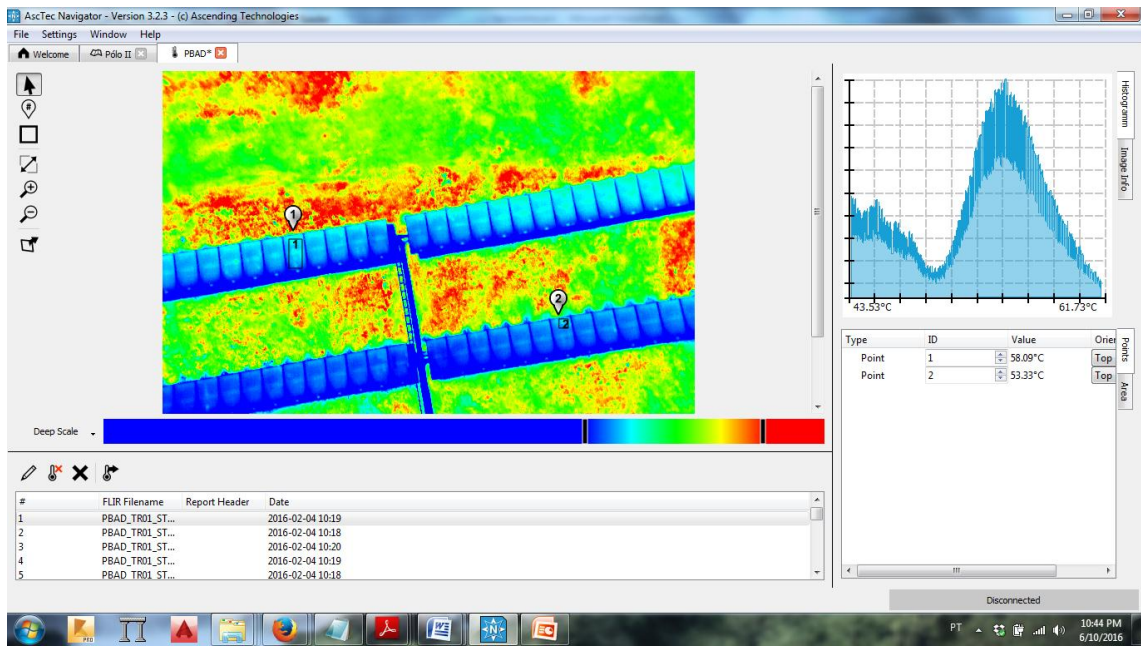 AscTec Navigator - Version 3.2.3 - (c) Ascending Technologies
File Settings Window Help
Welcome Pólo II PBAD*
1
1
2
2
Histogramm
Image Info
43.53°C 61.73°C
Type ID Value Orier
Point 1 58.09°C Top
Point 2 53.33°C Top
Points
Area
Deep Scale
# FLIR Filename Report Header Date
1 PBAD_TR01_ST... 2016-02-04 10:19
2 PBAD_TR01_ST... 2016-02-04 10:18
3 PBAD_TR01_ST... 2016-02-04 10:20
4 PBAD_TR01_ST... 2016-02-04 10:19
5 PBAD_TR01_ST... 2016-02-04 10:18
Disconnected
PRO
PT 10:44 PM
6/10/2016